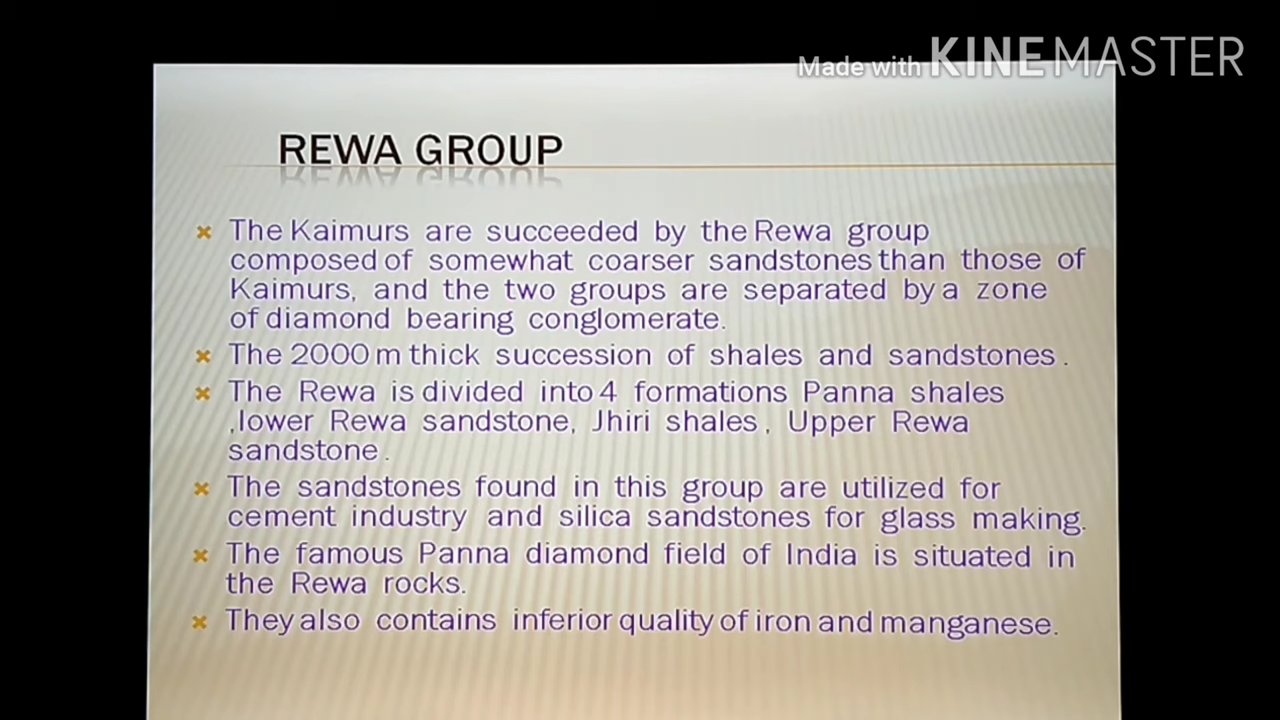 Made with KINEMASTER
REWA GROUP
The Kaimurs are succeeded by the Rewa group
composed of somewhat coarser sandstones than those of
Kaimurs, and the two groups are separated by a zone
of diamond bearing conglomerate.
The 2000 m thick succession of shales and sandstones .
The Rewa is divided into 4 formations Panna shales
,lower Rewa sandstone, Jhiri shales , Upper Rewa
sandstone .
The sandstones found in this group are utilized for
cement industry and silica sandstones for glass making.
The famous Panna diamond field of India is situated in
the Rewa rocks.
They also contains inferior quality of iron and manganese.